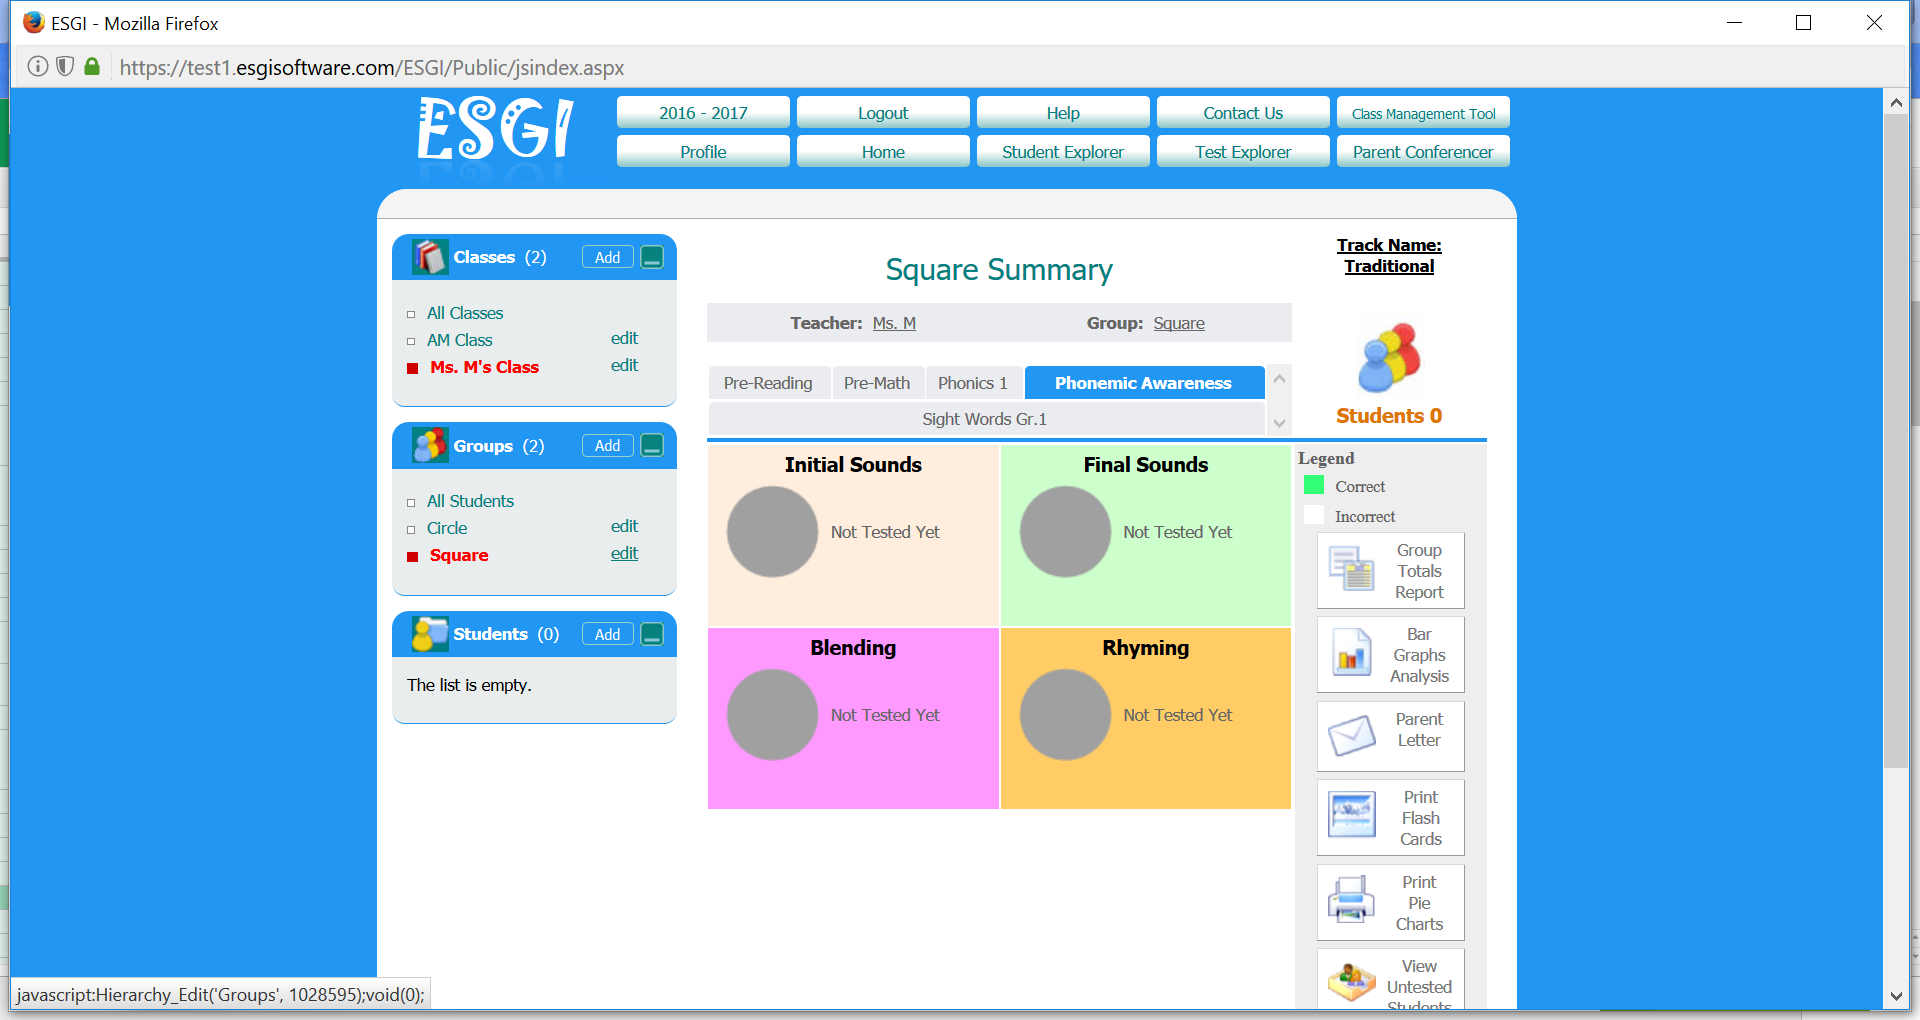 ESGI - Mozilla Firefox
https://test1.esgisoftware.com/ESGI/Public/jsindex.aspx
ESGI
2016 - 2017
Logout
Help
Contact Us
Class Management Tool
Profile
Home
Student Explorer
Test Explorer
Parent Conferencer
Classes (2)
Add
All Classes
AM Class
edit
Ms. M's Class
edit
Groups (2)
Add
All Students
Circle
edit
Square
edit
Students (0)
Add
The list is empty.
Square Summary
Teacher: Ms. M
Group: Square
Pre-Reading
Pre-Math
Phonics 1
Phonemic Awareness
Sight Words Gr.1
Initial Sounds
Not Tested Yet
Final Sounds
Not Tested Yet
Blending
Not Tested Yet
Rhyming
Not Tested Yet
Track Name:
Traditional
Students 0
Legend
Correct
Incorrect
Group
Totals
Report
Bar
Graphs
Analysis
Parent
Letter
Print
Flash
Cards
Print
Pie
Charts
View
Untested
Students
javascript:Hierarchy_Edit('Groups', 1028595);void(0);